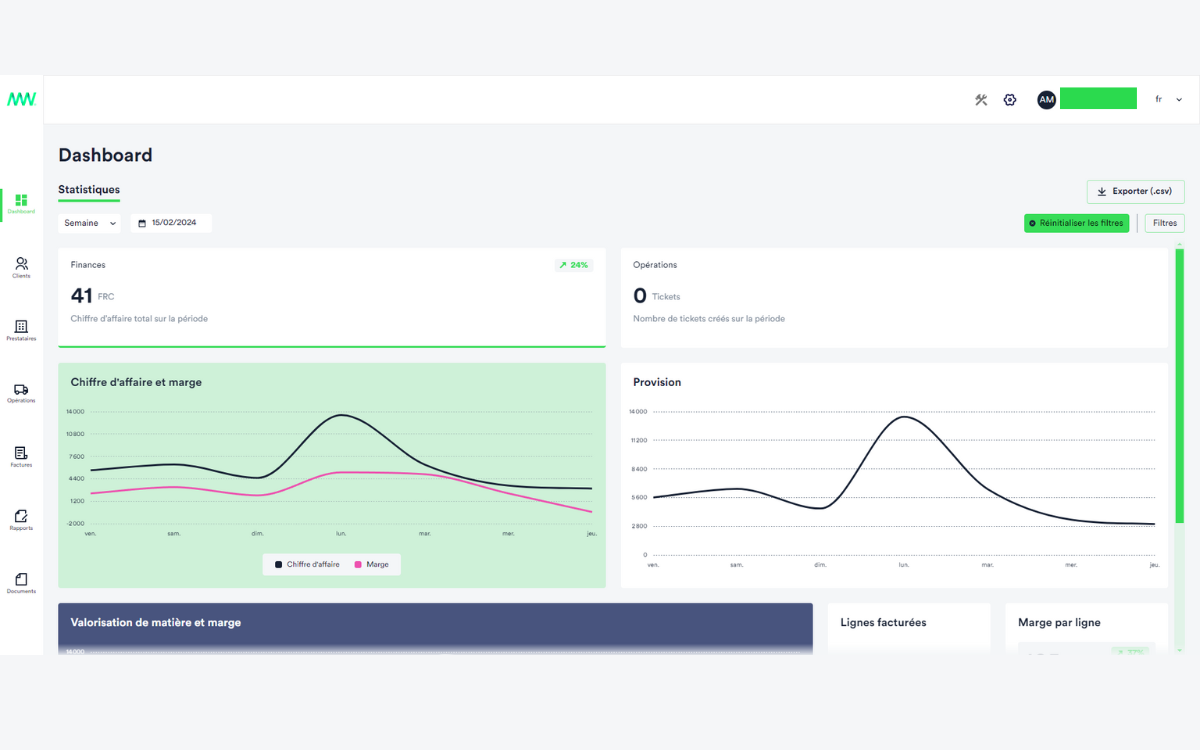 AM
fr
Dashboard
Statistiques
Exporter (.csv)
Semaine
15/02/2024
Réinitialiser les filtres
Filtres
Dashboard
Clients
Prestataires
Opérations
Factures
Rapports
Documents
Finances
24%
41 FRC
Chiffre d'affaire total sur la période
Opérations
0 Tickets
Nombre de tickets créés sur la période
Chiffre d'affaire et marge
14000
10800
7600
4400
1200
-2000
ven. sam. dim. lun. mar. mer. jeu.
Chiffre d'affaire Marge
Provision
14000
11200
8400
5600
2800
0
ven. sam. dim. lun. mar. mer. jeu.
Valorisation de matière et marge
14000
Lignes facturées
Marge par ligne